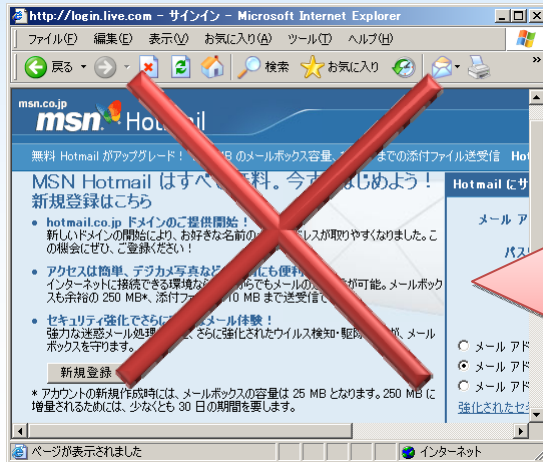 http://login.live.com - サインイン - Microsoft Internet Explorer
ファイル(F) 編集(E) 表示(V) お気に入り(A) ツール(T) ヘルプ(H)
戻る 検索 お気に入り
msn.co.jp
msn Hotmail
無料 Hotmail がアップグレード! MB のメールボックス容量、 までの添付ファイル送受信 Hot
MSN Hotmail はすべ 無料。今す はじめよう!
新規登録はこちら
Hotmail にサ
• hotmail.co.jp ドメインのご提供開始!
新しいドメインの開始により、お好きな名前の レスが取りやすくなりました。こ
の機会にぜひ、ご登録ください!
メール ア
パス
• アクセスは簡単、デジカメ写真など にも便利
インターネットに接続できる環境なら からでもメールの が可能。メールボック
スも余裕の 250 MB*、添付フ 10 MB まで送受信
• セキュリティ強化でさらに メール体験!
強力な迷惑メール処理 、さらに強化されたウイルス検知・駆除 が、メール
ボックスを守ります。
メール アド
メール アド
メール アド
新規登録
* アカウントの新規作成時には、メールボックスの容量は 25 MB となります。250 MB に
増量されるためには、少なくとも 30 日の期間を要します。
強化されたセキ
ページが表示されました インターネット